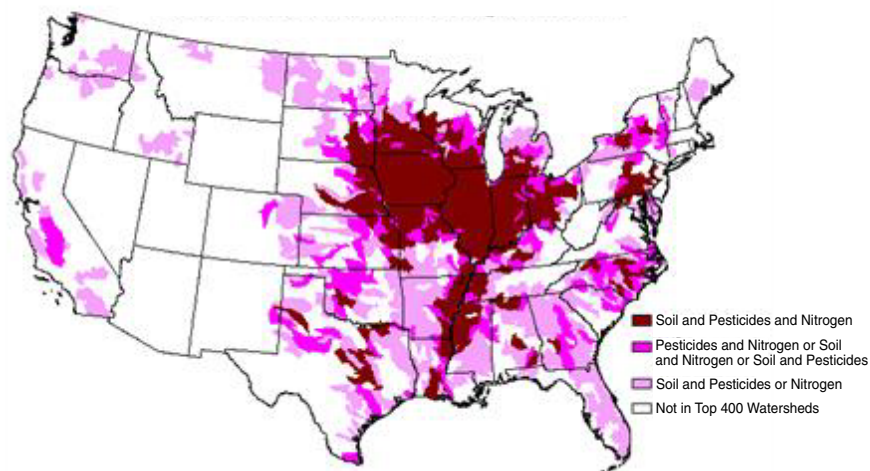 Soil and Pesticides and Nitrogen
Pesticides and Nitrogen or Soil
and Nitrogen or Soil and Pesticides
Soil and Pesticides or Nitrogen
Not in Top 400 Watersheds